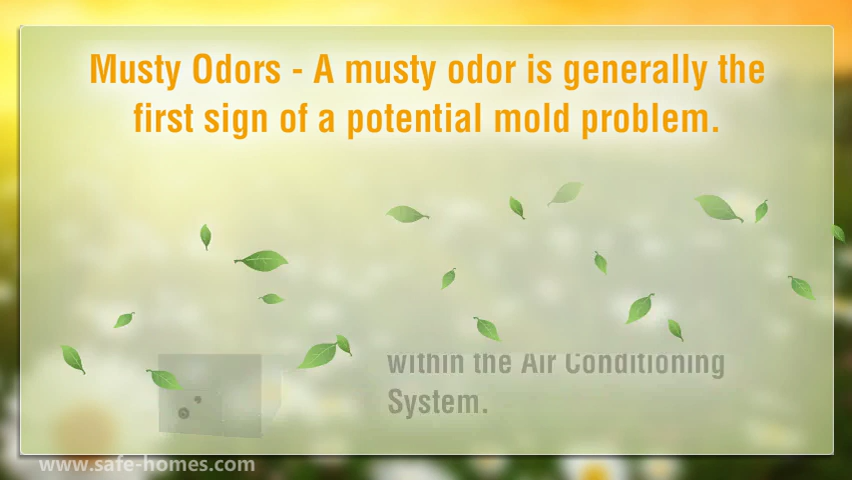 Musty Odors - A musty odor is generally the
first sign of a potential mold problem.
within the Air Conditioning
System.
www.safe-homes.com